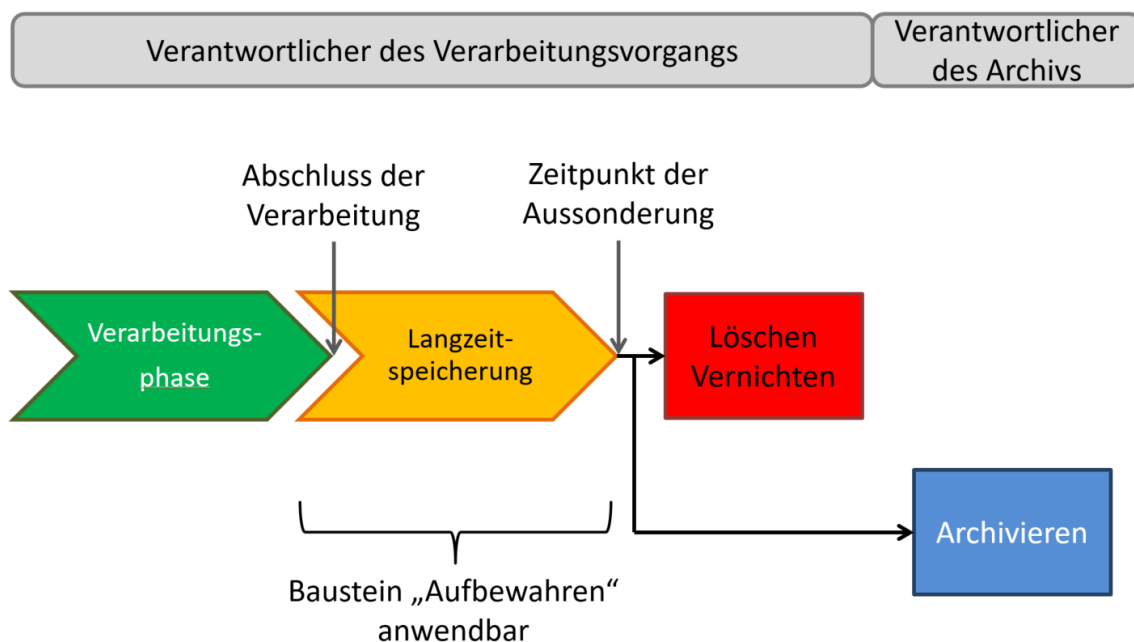 Verantwortlicher des Verarbeitungsvorgangs
Verantwortlicher
des Archivs
Abschluss der
Verarbeitung
Zeitpunkt der
Aussonderung
Verarbeitungs-
phase
Langzeit-
speicherung
Löschen
Vernichten
Archivieren
Baustein „Aufbewahren“
anwendbar